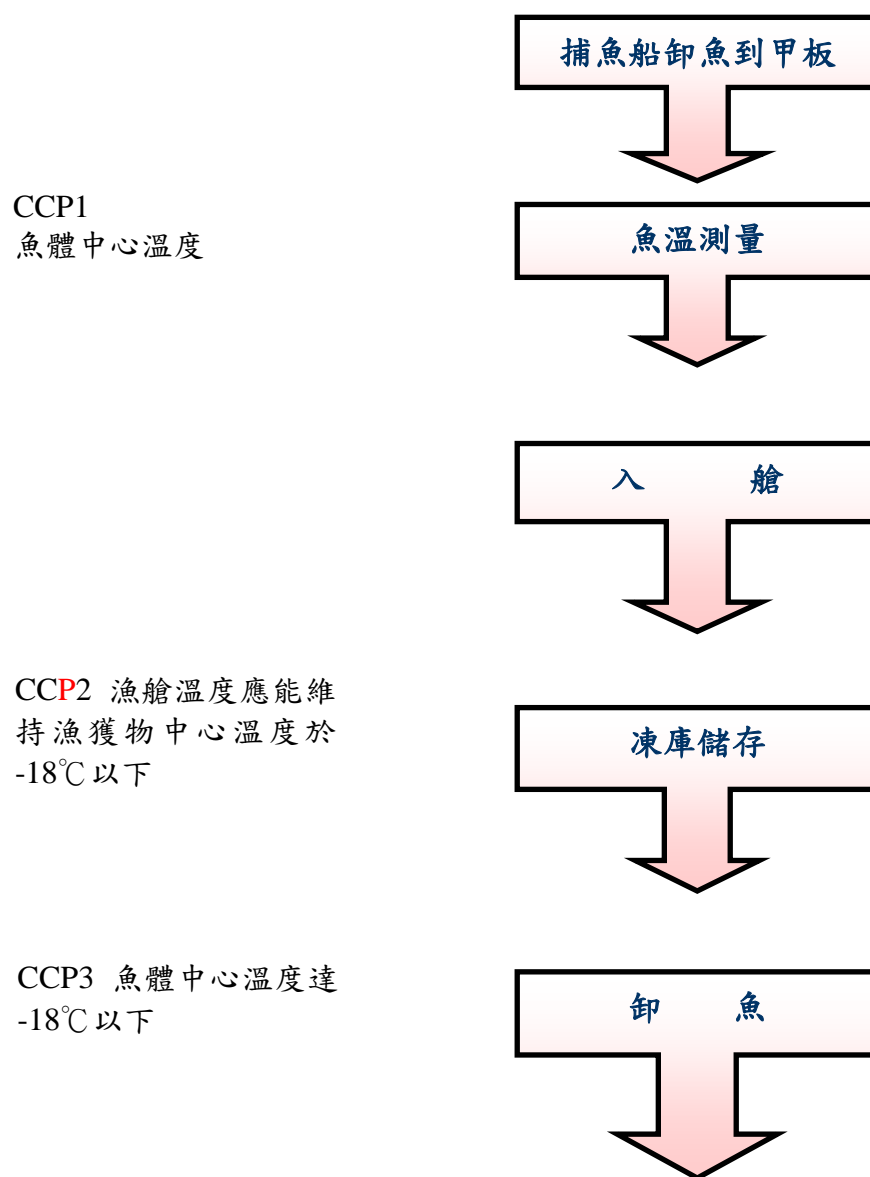 捕魚船卸魚到甲板
CCP1
魚體中心溫度
魚溫測量
入 艙
CCP2 漁艙溫度應能維
持漁獲物中心溫度於
-18℃以下
凍庫儲存
CCP3 魚體中心溫度達
-18℃以下
卸 魚